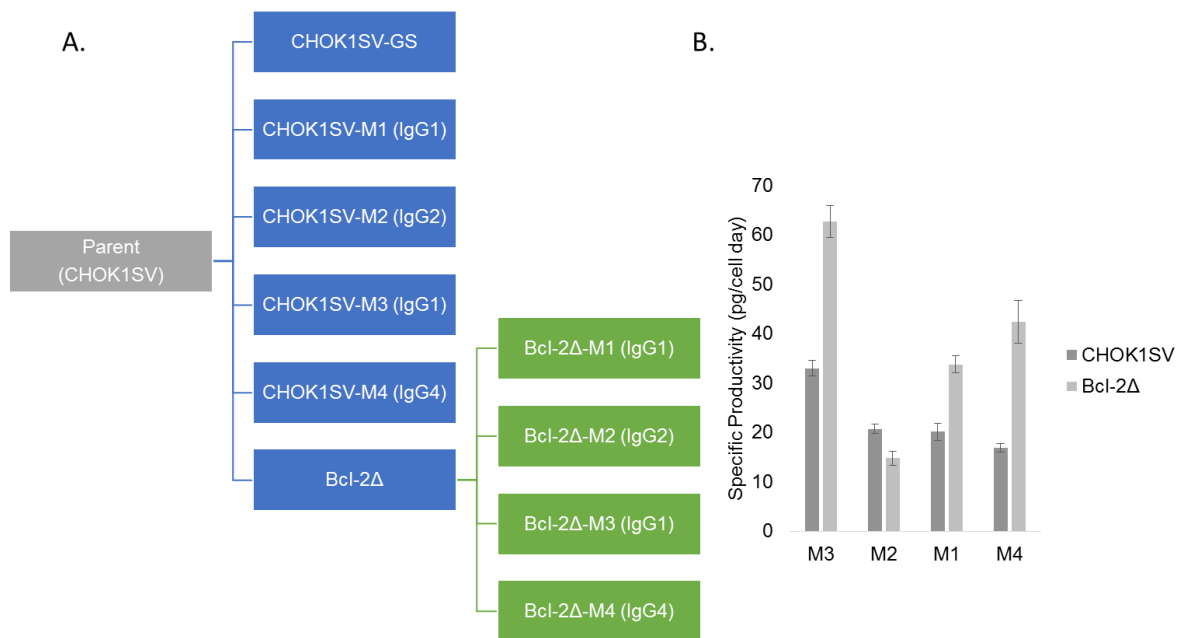 A.
CHOK1SV-GS
CHOK1SV-M1 (IgG1)
CHOK1SV-M2 (IgG2)
Parent
(CHOK1SV)
CHOK1SV-M3 (IgG1)
CHOK1SV-M4 (IgG4)
Bcl-2Δ
Bcl-2Δ-M1 (IgG1)
Bcl-2Δ-M2 (IgG2)
Bcl-2Δ-M3 (IgG1)
Bcl-2Δ-M4 (IgG4)
B.
Specific Productivity (pg/cell day)
70
60
50
40
30
20
10
0
M3 M2 M1 M4
CHOK1SV
Bcl-2Δ